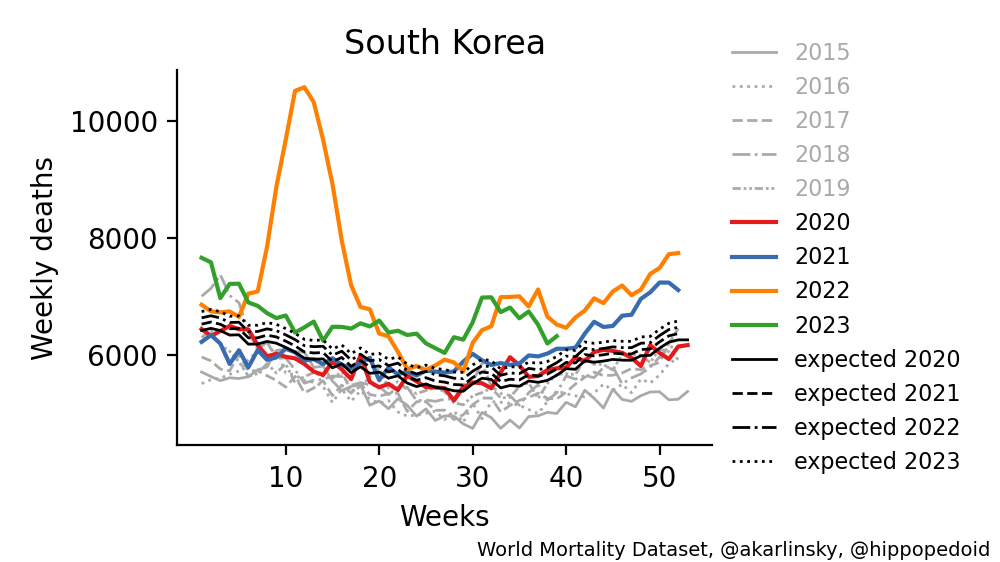 South Korea
Weekly deaths
10000
8000
6000
10 20 30 40 50
Weeks
2015
2016
2017
2018
2019
2020
2021
2022
2023
expected 2020
expected 2021
expected 2022
expected 2023
World Mortality Dataset, @akarlinsky, @hippopedoid